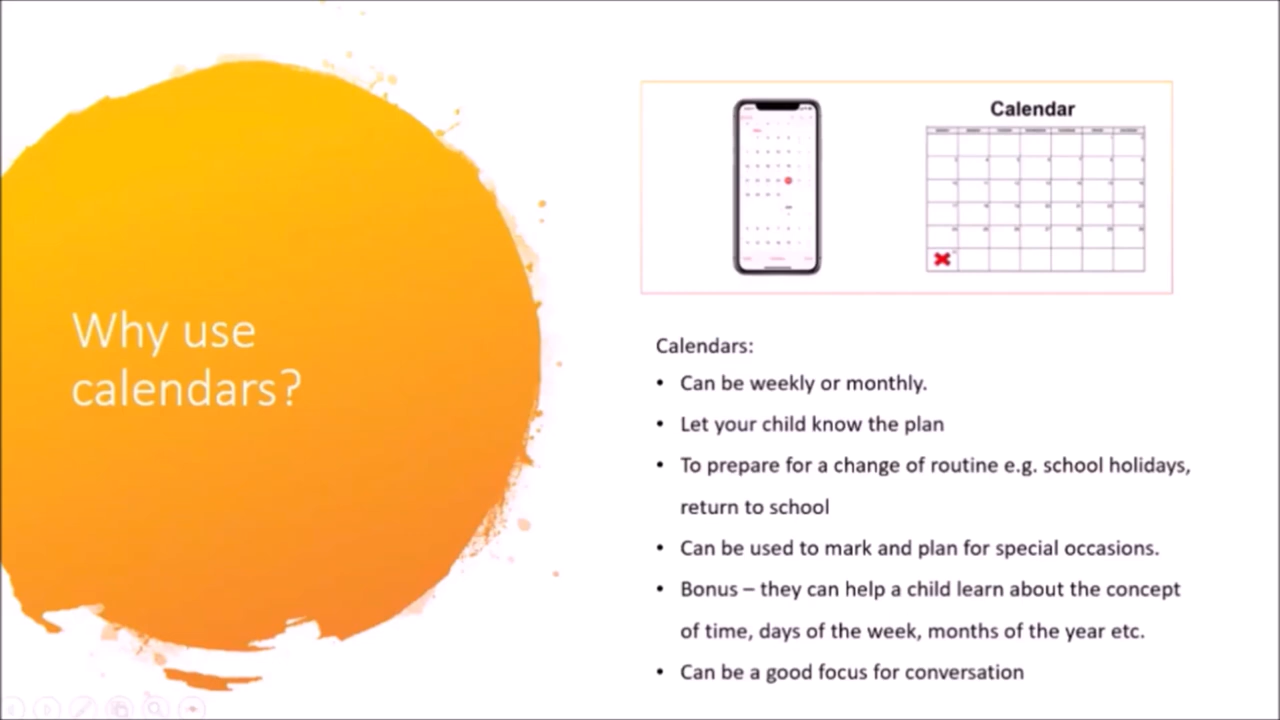 Why use
calendars?
Calendar
Calendars:
• Can be weekly or monthly.
• Let your child know the plan
• To prepare for a change of routine e.g. school holidays,
return to school
• Can be used to mark and plan for special occasions.
• Bonus – they can help a child learn about the concept
of time, days of the week, months of the year etc.
• Can be a good focus for conversation